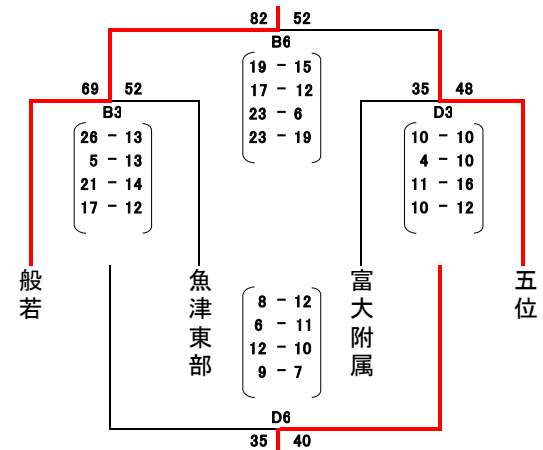 82 52
B6
19 - 15
17 - 12
23 - 6
23 - 19
69 52
B3
26 - 13
5 - 13
21 - 14
17 - 12
35 48
D3
10 - 10
4 - 10
11 - 16
10 - 12
般若
魚津東部
富大附属
五位
8 - 12
6 - 11
12 - 10
9 - 7
D6
35 40